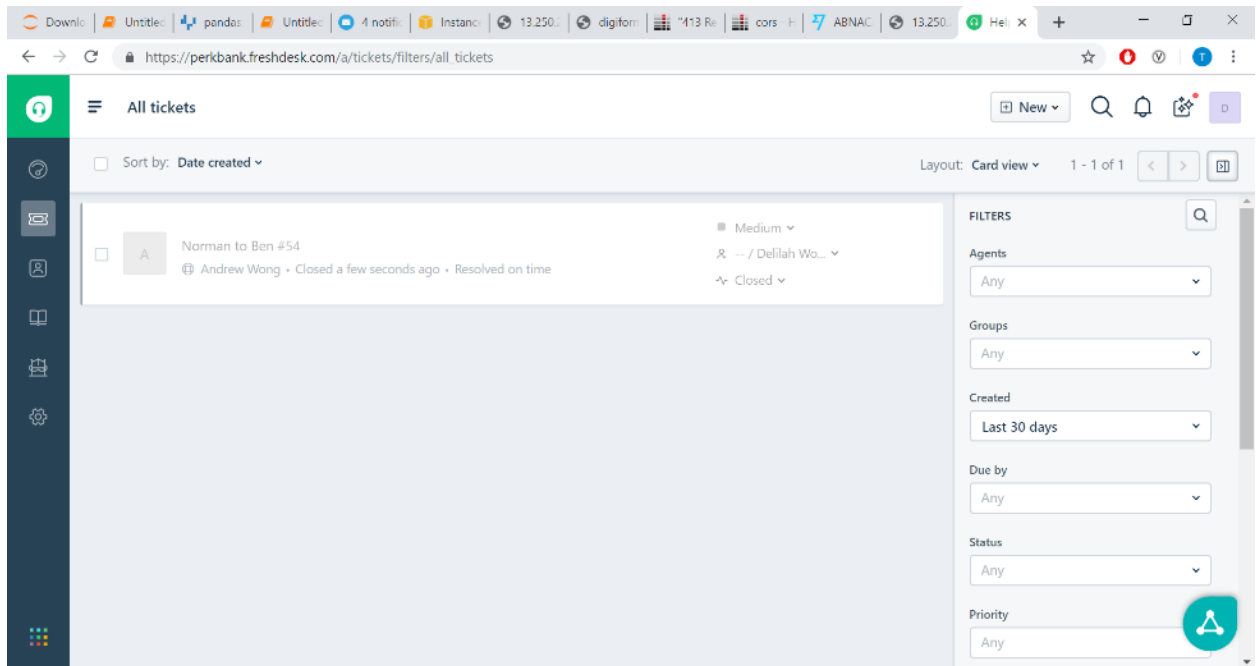 Downlo
Untitled
pandas
Untitled
4 notific
Instance
13.250.
digiform
"413 Re
cors
ABNAC
13.250.
Hel
https://perkbank.freshdesk.com/a/tickets/filters/all_tickets
T
All tickets
New
D
Sort by: Date created
Layout: Card view
1 - 1 of 1
A
Norman to Ben #54
Andrew Wong • Closed a few seconds ago • Resolved on time
Medium
-- / Delilah Wo...
Closed
FILTERS
Agents
Any
Groups
Any
Created
Last 30 days
Due by
Any
Status
Any
Priority
Any